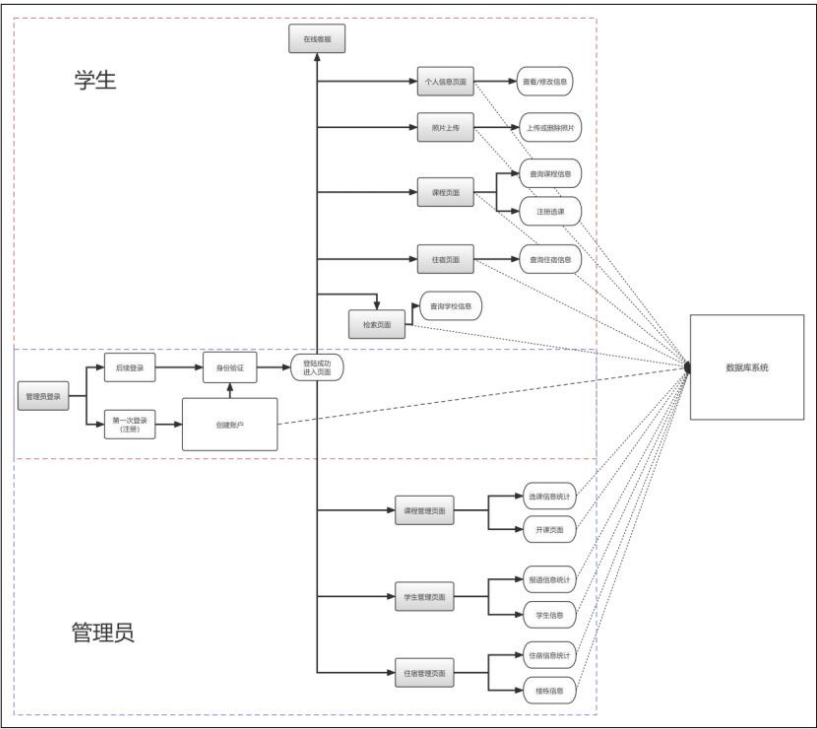 在线客服
学生
个人信息页面
查看/修改信息
照片上传
上传或删除照片
课程页面
查询课程信息
注册选课
住宿页面
查询住宿信息
查询学校信息
检索页面
后续登录
身份验证
登陆成功
进入页面
数据库系统
管理员登录
第一次登录
（注册）
创建账户
选课信息统计
课程管理页面
开课页面
报道信息统计
学生管理页面
学生信息
管理员
住宿信息统计
住宿管理页面
楼栋信息